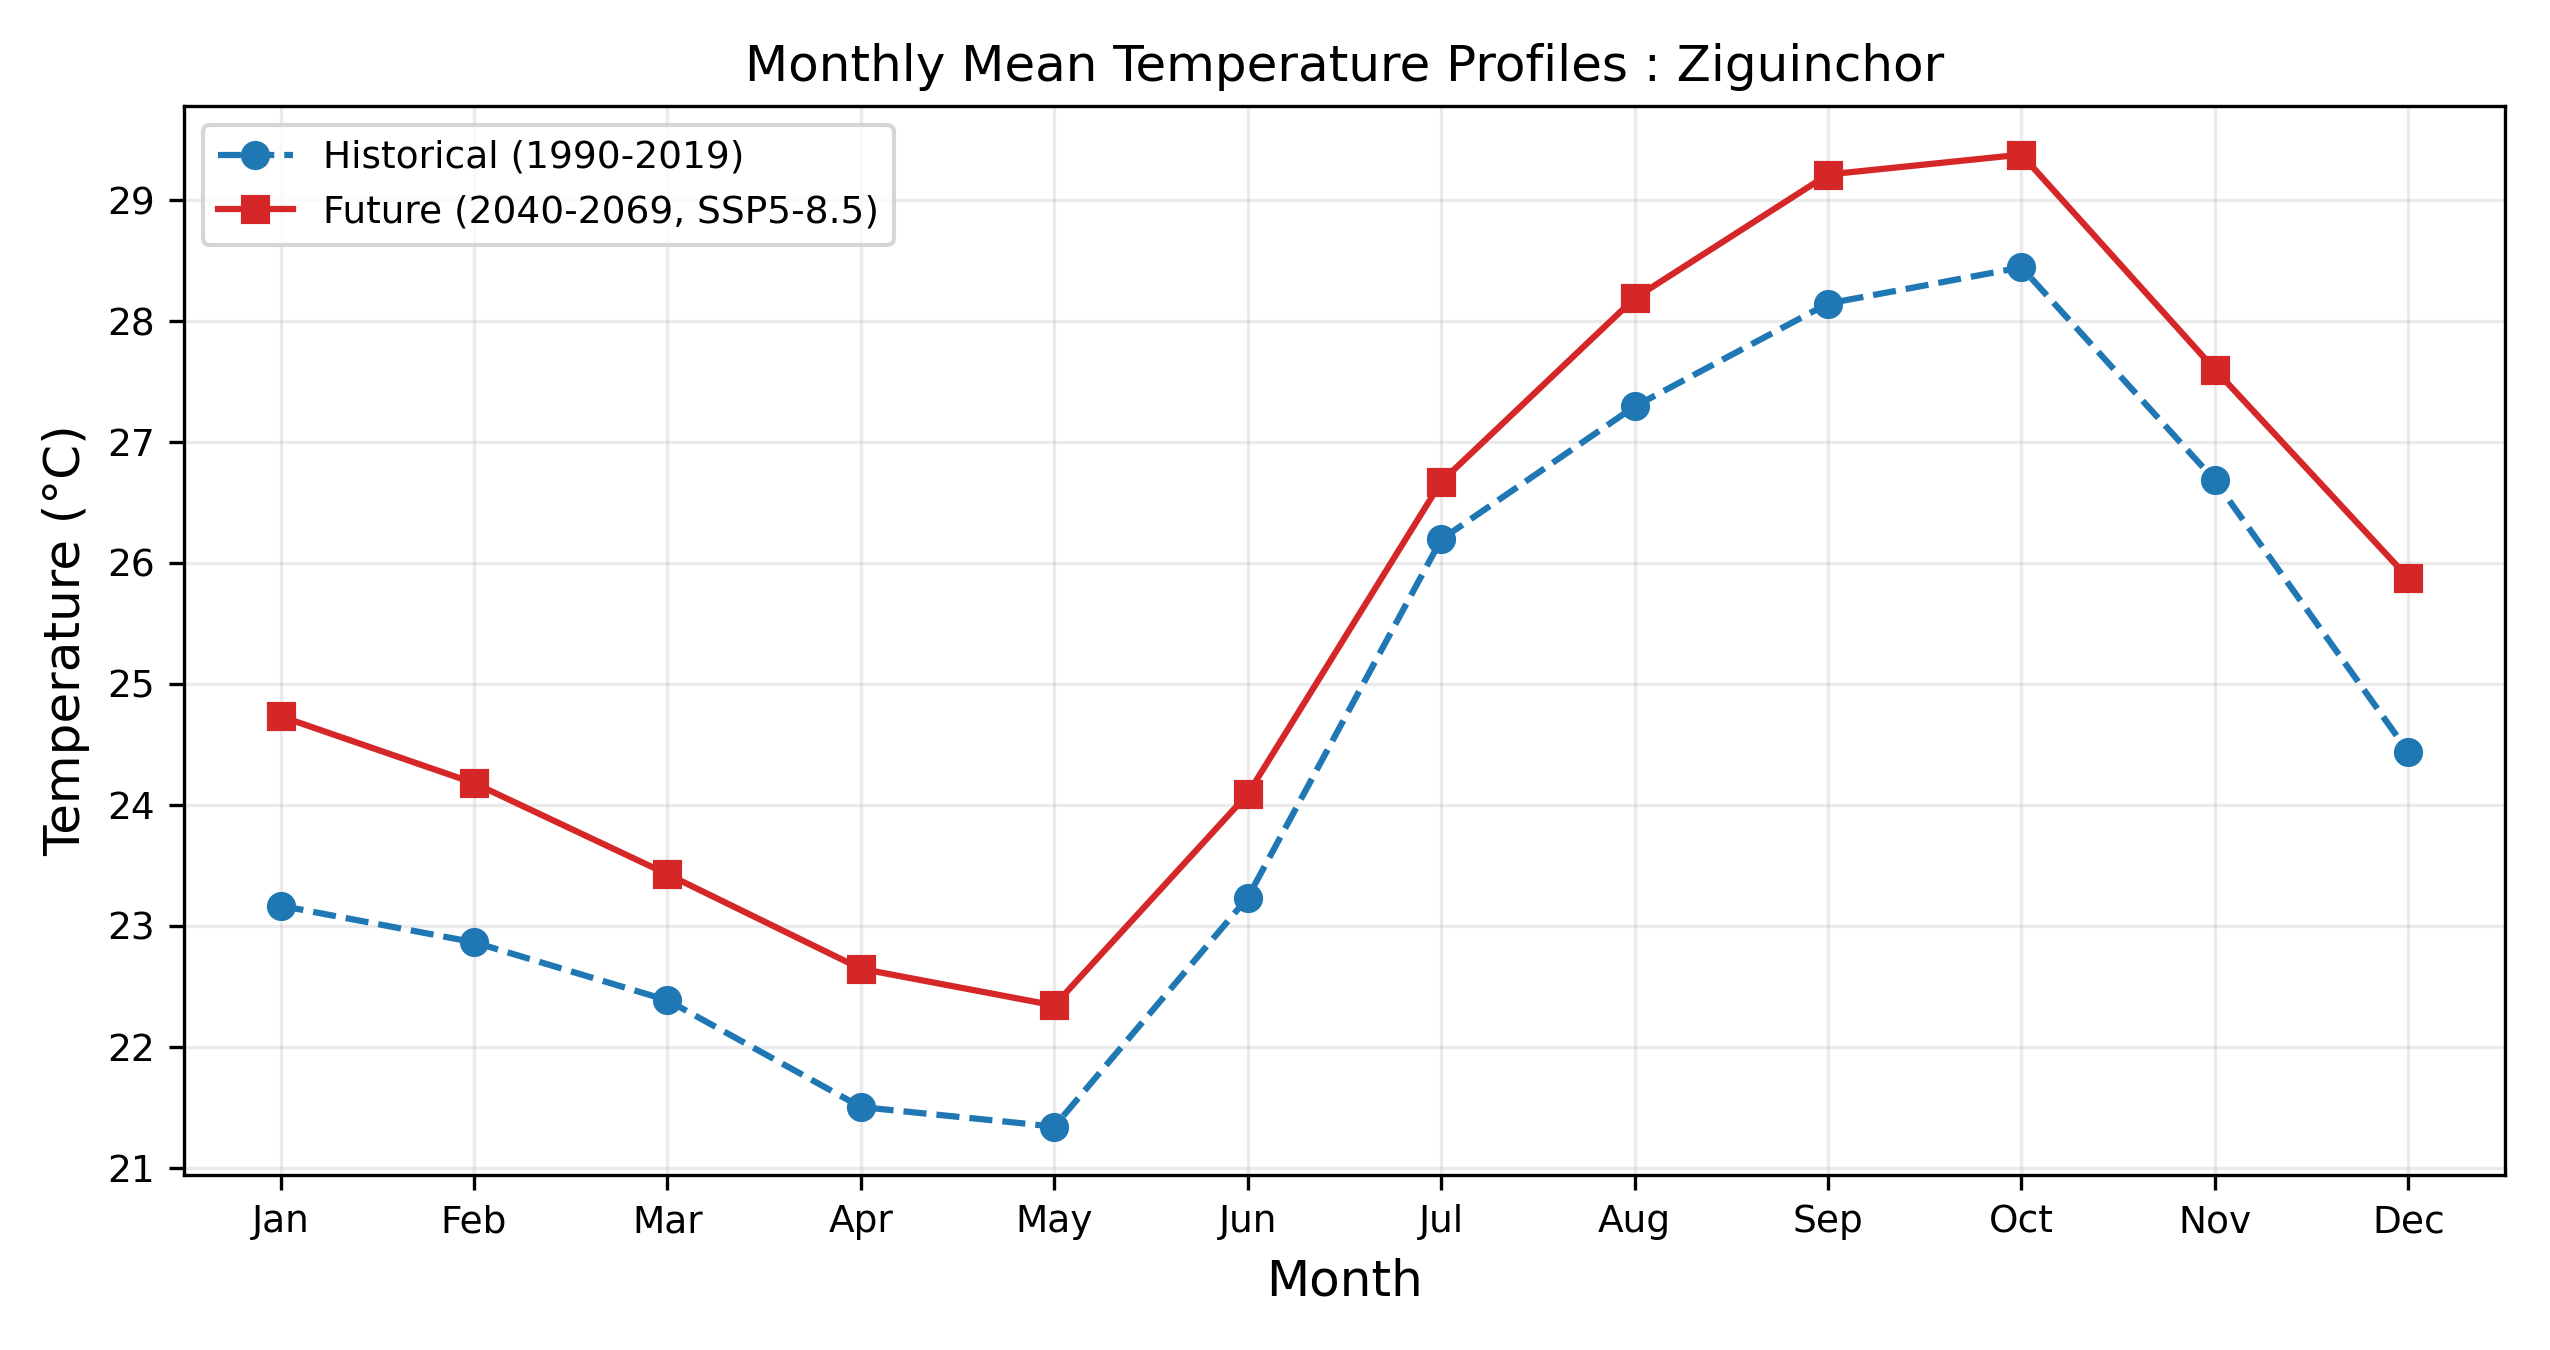 Monthly Mean Temperature Profiles : Ziguinchor
Historical (1990-2019)
Future (2040-2069, SSP5-8.5)
Temperature (°C)
29
28
27
26
25
24
23
22
21
Jan Feb Mar Apr May Jun Jul Aug Sep Oct Nov Dec
Month